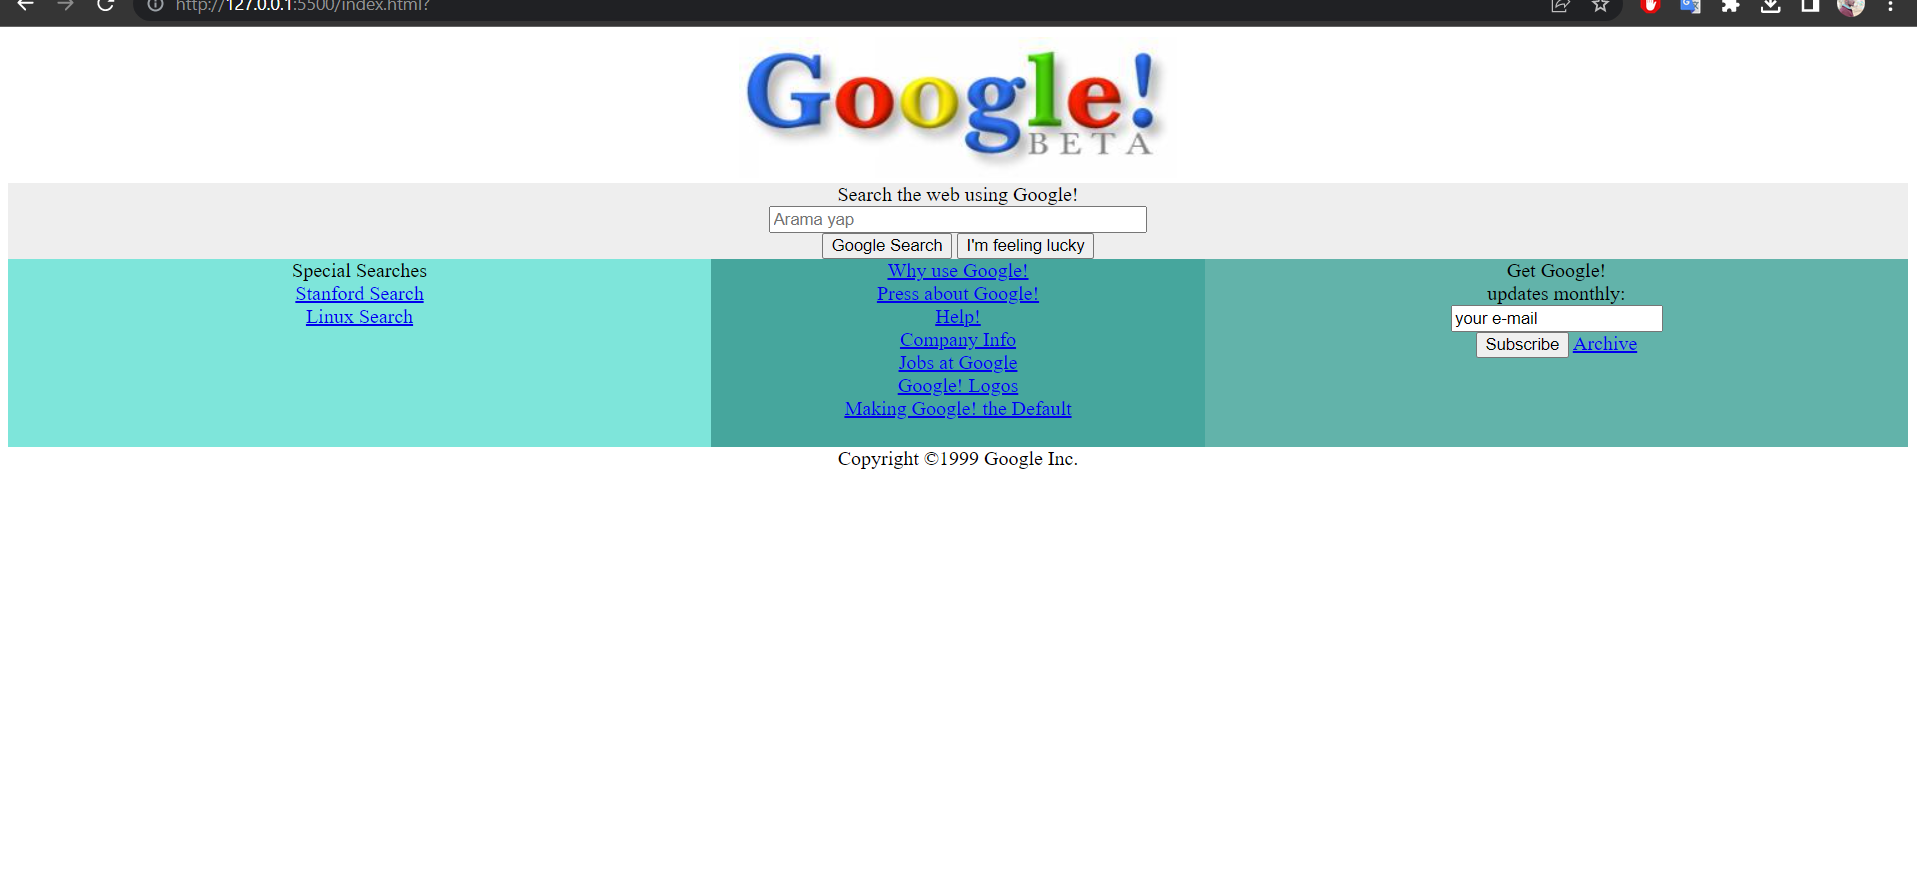 http://127.0.0.1:5500/index.html?
Google!
BETA
Search the web using Google!
Arama yap
Google Search I'm feeling lucky
Special Searches
Stanford Search
Linux Search
Why use Google!
Press about Google!
Help!
Company Info
Jobs at Google
Google! Logos
Making Google! the Default
Get Google!
updates monthly:
your e-mail
Subscribe Archive
Copyright ©1999 Google Inc.